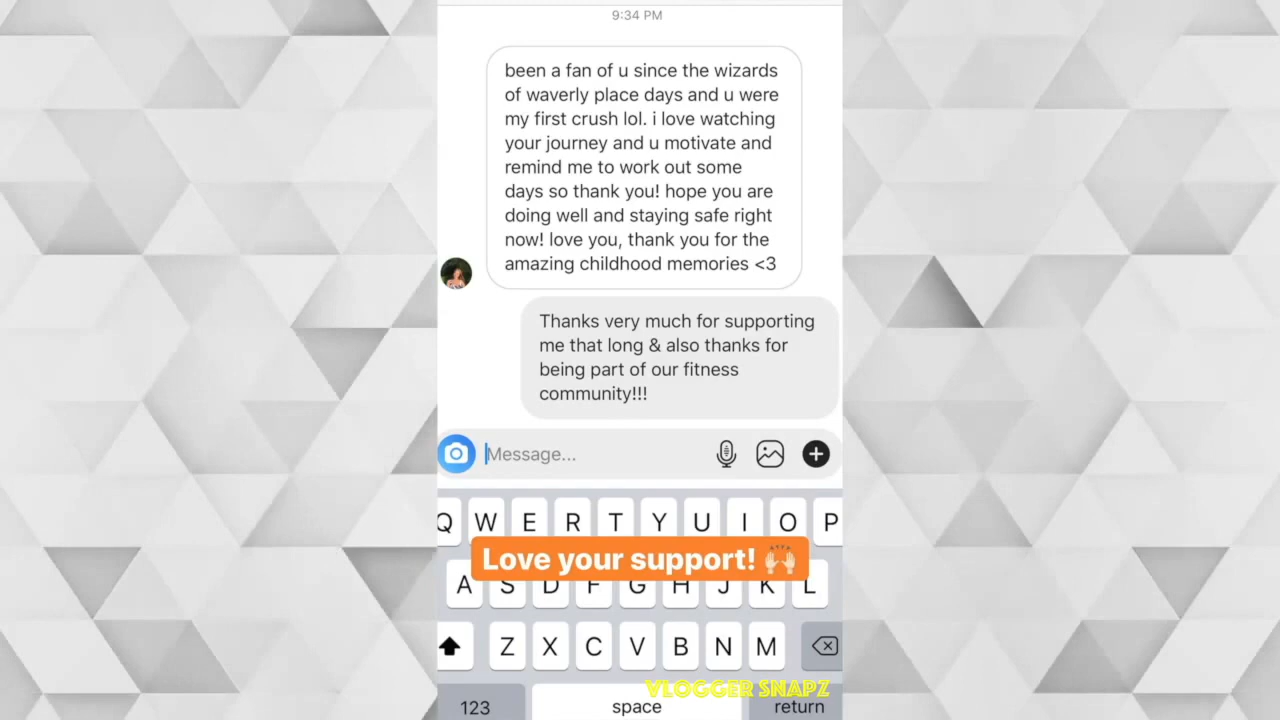 9:34 PM
been a fan of u since the wizards
of waverly place days and u were
my first crush lol. i love watching
your journey and u motivate and
remind me to work out some
days so thank you! hope you are
doing well and staying safe right
now! love you, thank you for the
amazing childhood memories <3
Thanks very much for supporting
me that long & also thanks for
being part of our fitness
community!!!
Message...
Q W E R T Y U I O P
Love your support! 🙌🏻
A S D F G H J K L
Z X C V B N M
VLOGGER SNAPZ
123 space return